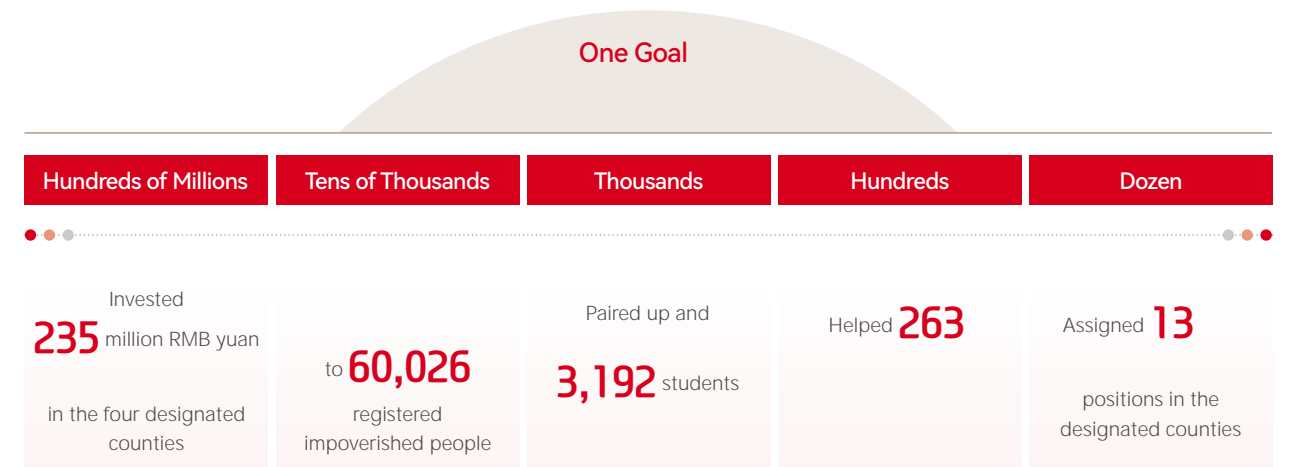 One Goal
Hundreds of Millions
Tens of Thousands
Thousands
Hundreds
Dozen
Invested
235 million RMB yuan
in the four designated
counties
to 60,026
registered
impoverished people
Paired up and
3,192 students
Helped 263
Assigned 13
positions in the
designated counties